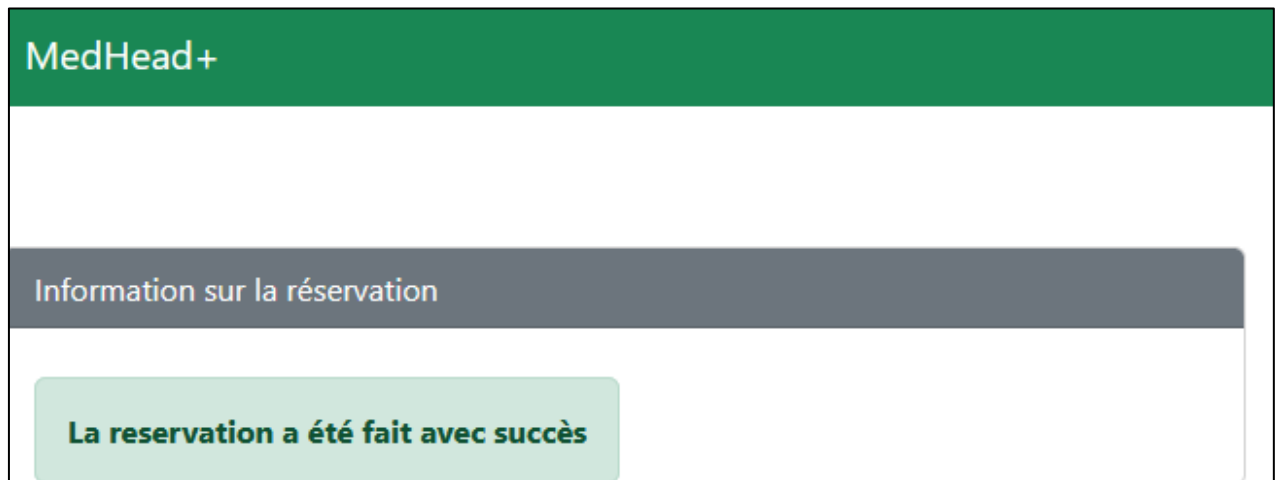 MedHead+
Information sur la réservation
La reservation a été fait avec succès